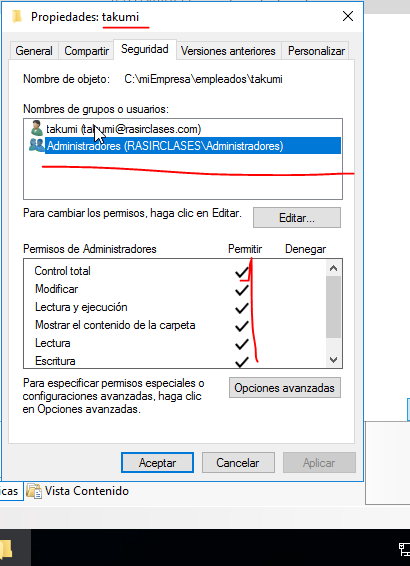 Propiedades: takumi
General
Compartir
Seguridad
Versiones anteriores
Personalizar
Nombre de objeto: C:\miEmpresa\empleados\takumi
Nombres de grupos o usuarios:
takumi (takumi@rasirclases.com)
Administradores (RASIRCLASES\Administradores)
Para cambiar los permisos, haga clic en Editar.
Editar...
Permisos de Administradores Permitir Denegar
Control total
Modificar
Lectura y ejecución
Mostrar el contenido de la carpeta
Lectura
Escritura
Para especificar permisos especiales o
configuraciones avanzadas, haga clic
en Opciones avanzadas.
Opciones avanzadas
Aceptar
Cancelar
Aplicar
icas
Vista Contenido